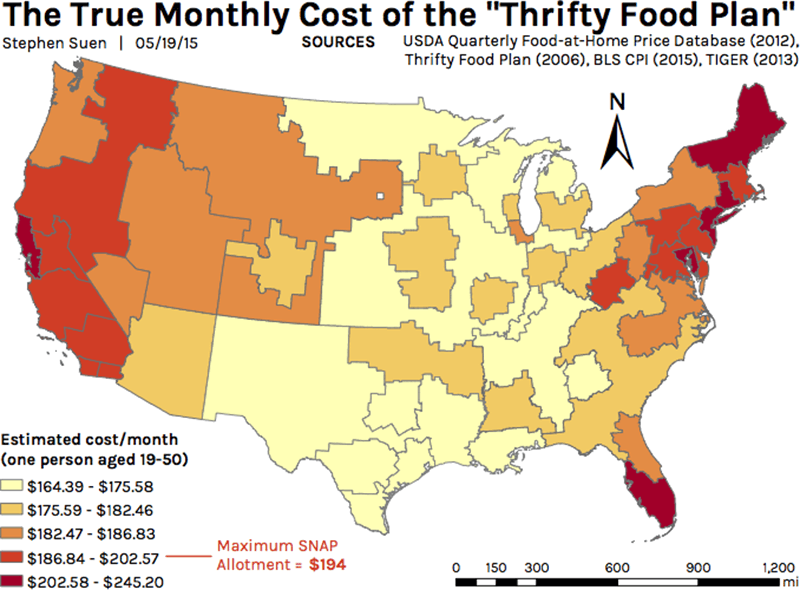 The True Monthly Cost of the "Thrifty Food Plan"
Stephen Suen | 05/19/15
SOURCES
USDA Quarterly Food-at-Home Price Database (2012),
Thrifty Food Plan (2006), BLS CPI (2015), TIGER (2013)
N
Estimated cost/month
(one person aged 19-50)
$164.39 - $175.58
$175.59 - $182.46
$182.47 - $186.83
$186.84 - $202.57
$202.58 - $245.20
Maximum SNAP
Allotment = $194
0 150 300 600 900 1,200
mi